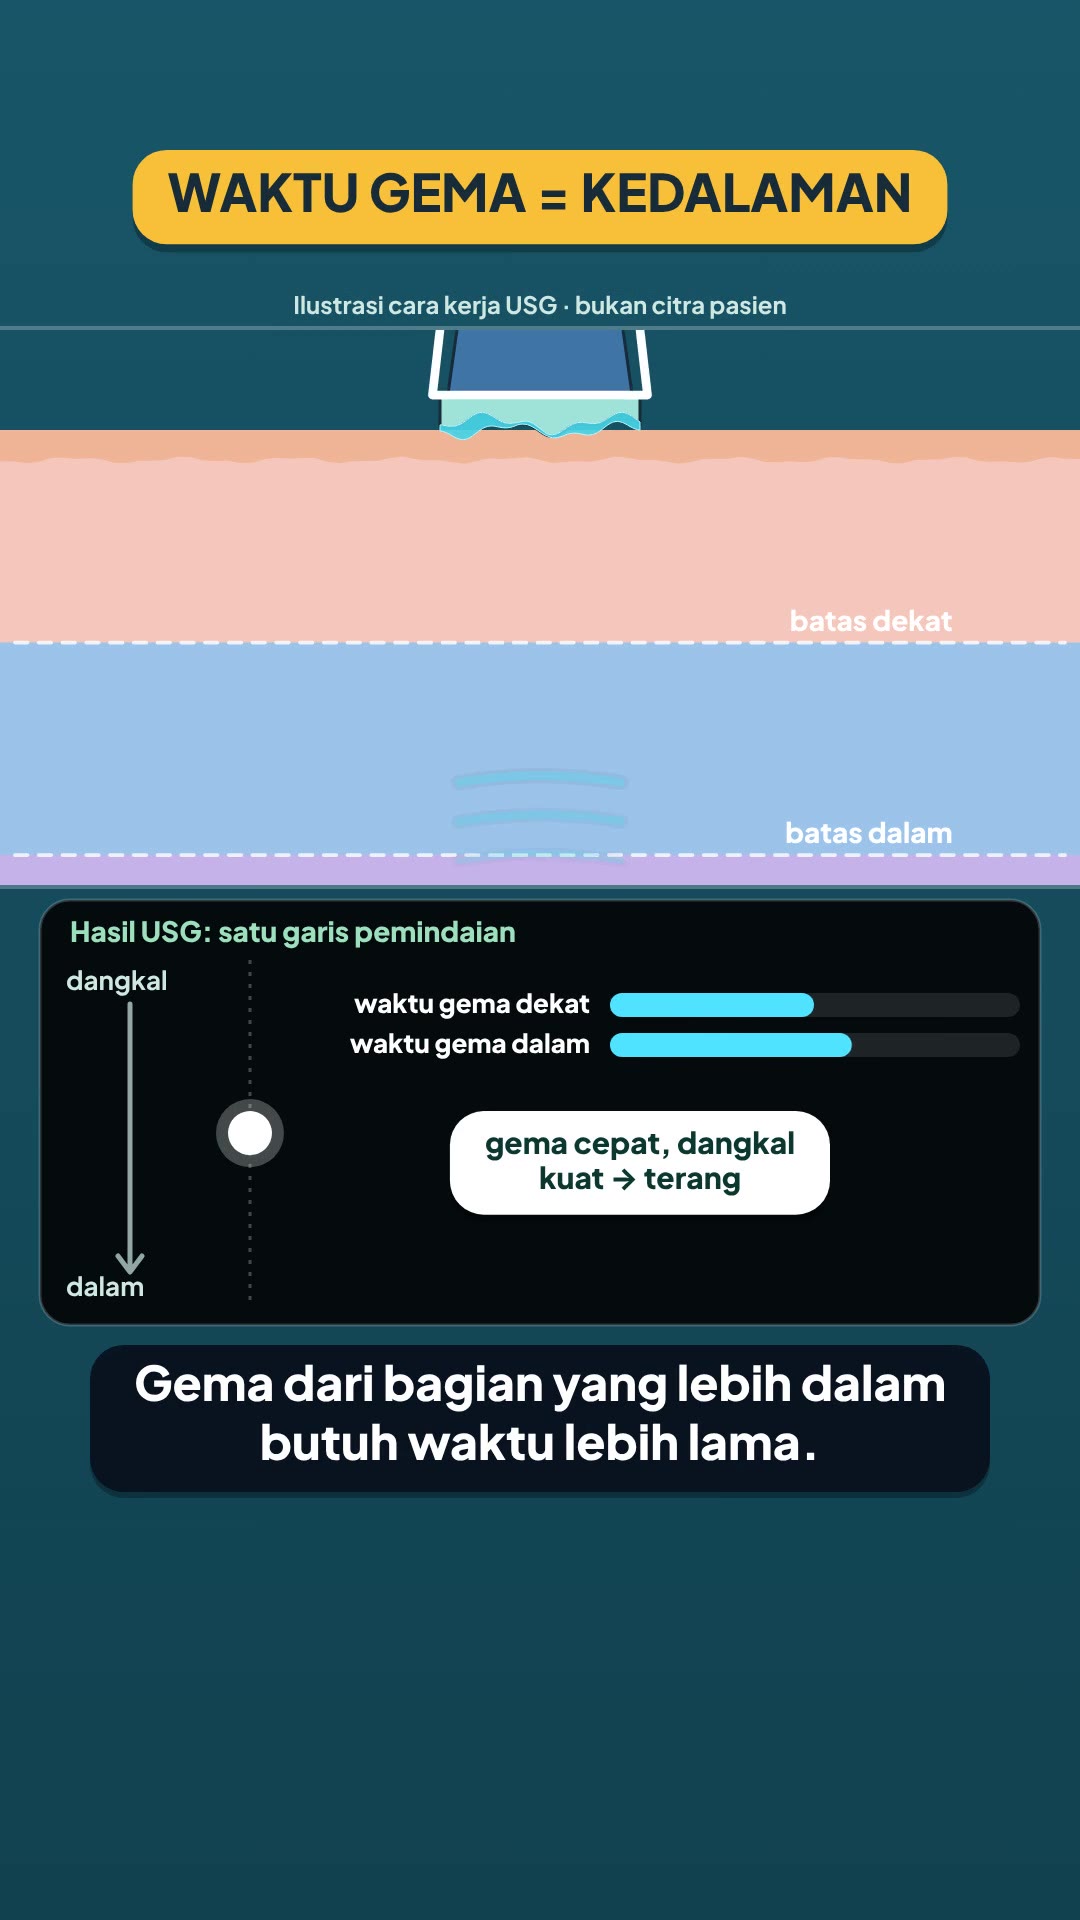 WAKTU GEMA = KEDALAMAN
Ilustrasi cara kerja USG · bukan citra pasien
batas dekat
batas dalam
Hasil USG: satu garis pemindaian
dangkal
waktu gema dekat
waktu gema dalam
gema cepat, dangkal
kuat → terang
dalam
Gema dari bagian yang lebih dalam
butuh waktu lebih lama.